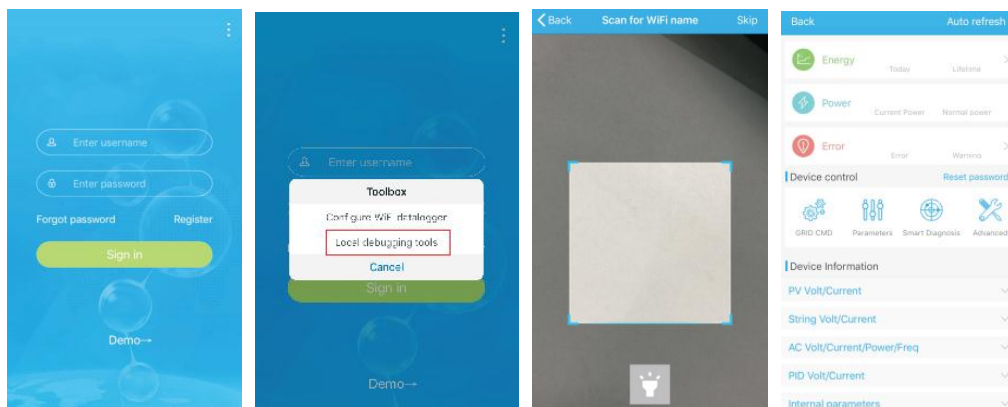 Enter username
Enter password
Forgot password Register
Sign in
Demo→
Enter username
Toolbox
Configure WiFi datalogger
Local debugging tools
Cancel
Sign in
Demo→
Back Scan for WiFi name Skip
Back Auto refresh
Energy
Today Lifetime
Power
Current Power Normal power
Error
Error Warning
Device control Reset password
GRID CMD Parameters Smart Diagnosis Advanced
Device Information
PV Volt/Current
String Volt/Current
AC Volt/Current/Power/Freq
PID Volt/Current
Internal parameters